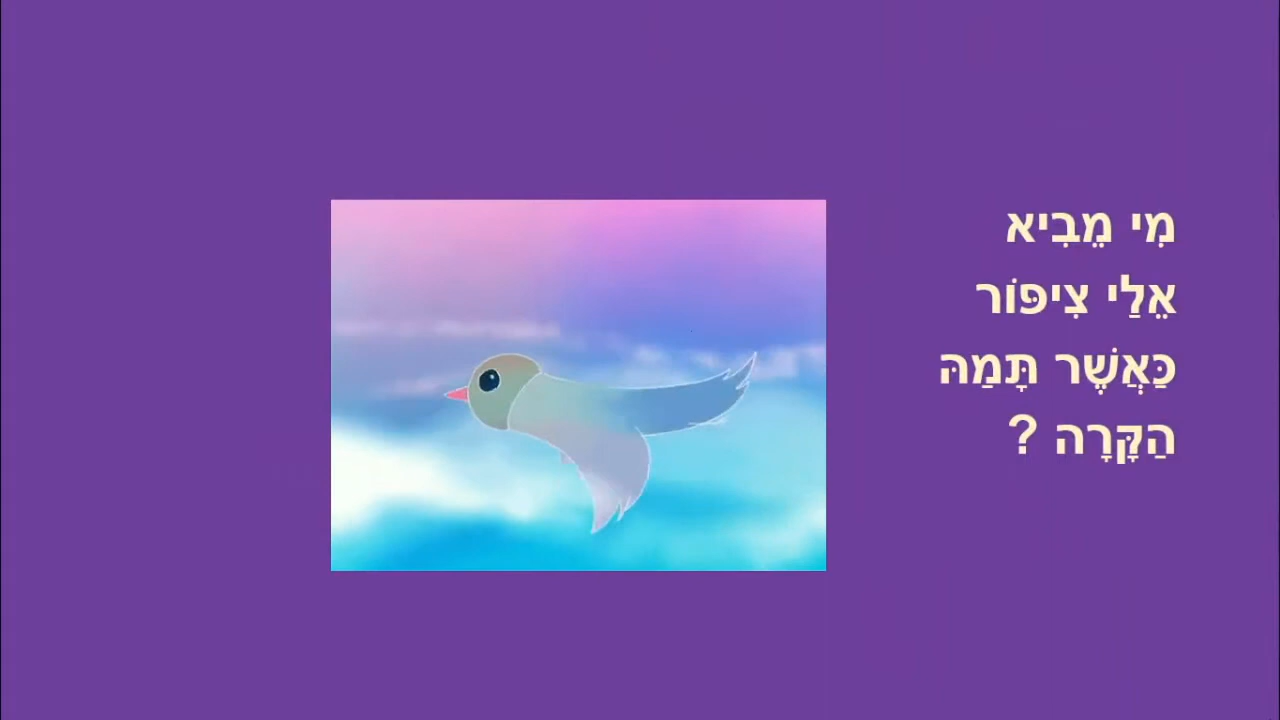 מִי מֵבִיא
אֵלַי צִיפּוֹר
כַּאֲשֶׁר תָּמַהּ
הַקָּרָה ?